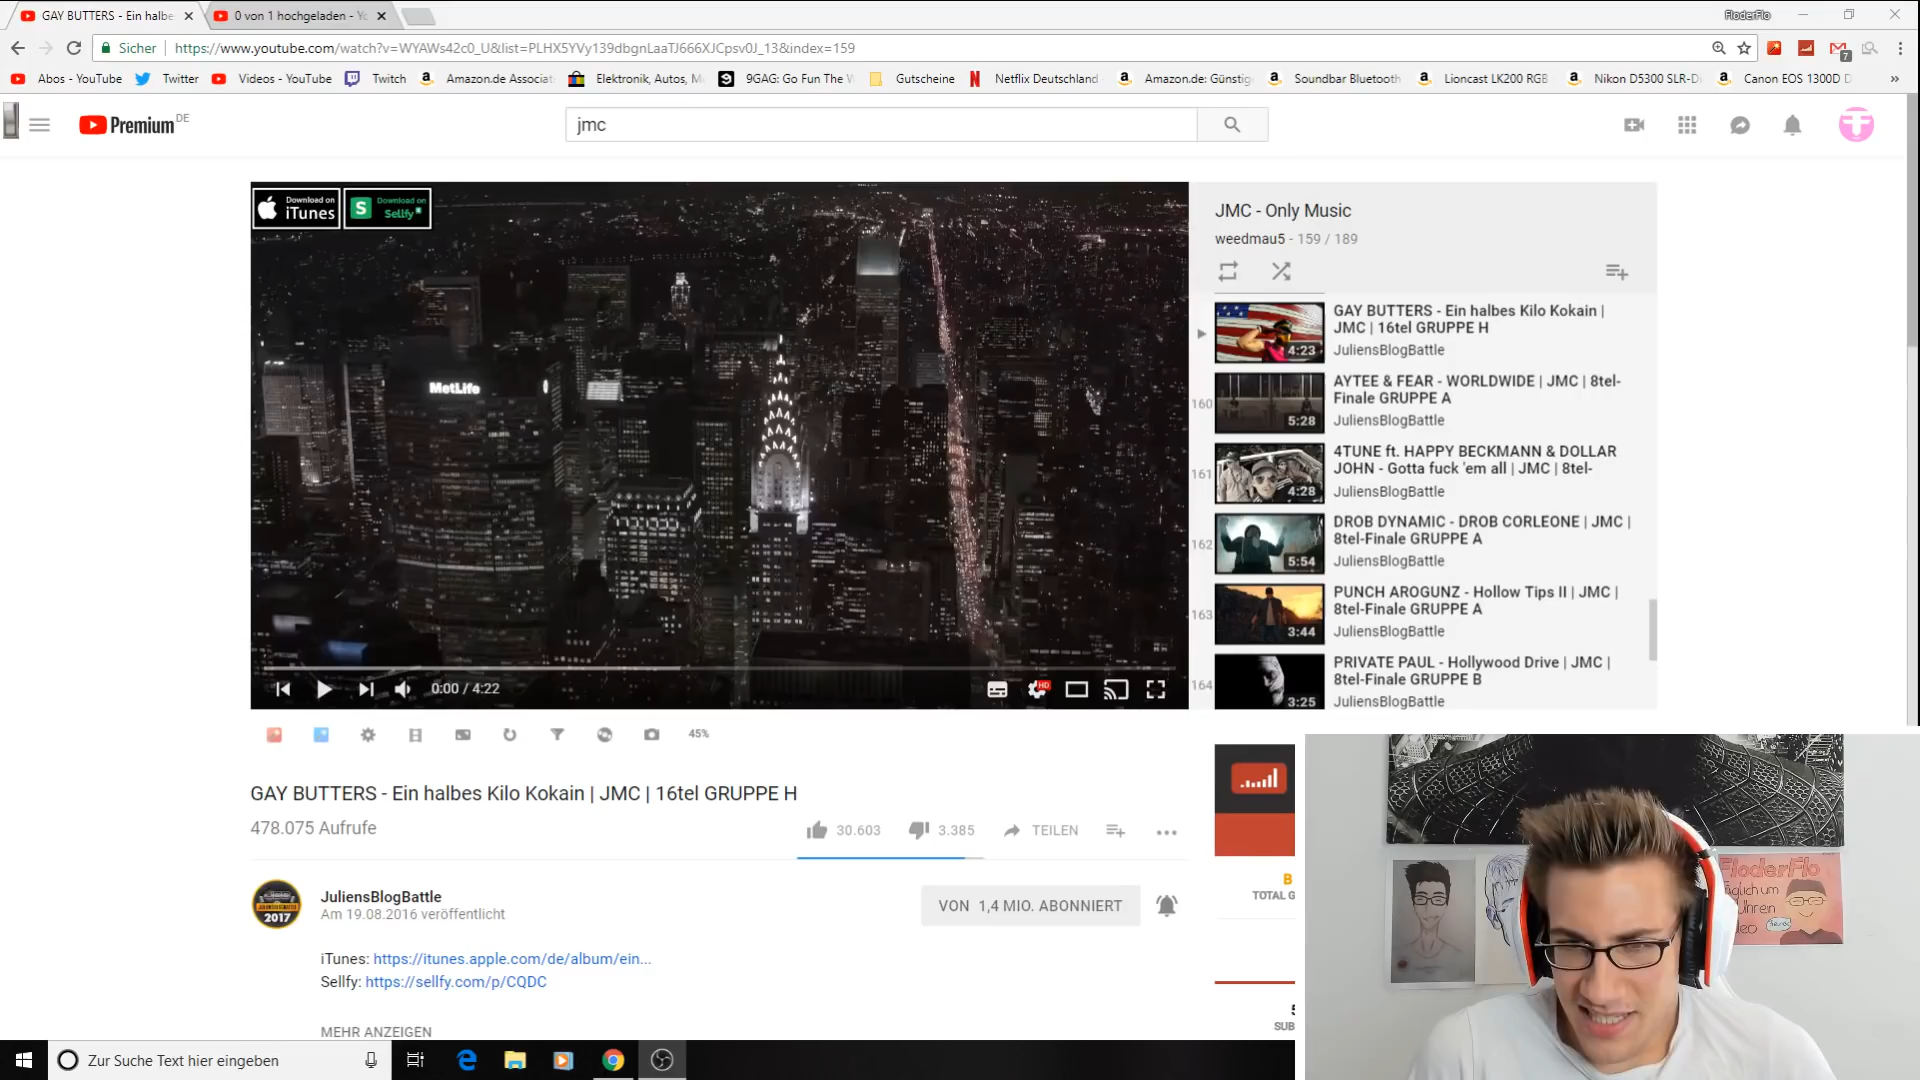 GAY BUTTERS - Ein halbe
0 von 1 hochgeladen - Yo
FloderFlo
Sicher
https://www.youtube.com/watch?v=WYAWs42c0_U&list=PLHX5YVy139dbgnLaaTJ666XJCpsv0J_13&index=159
7
Abos - YouTube
Twitter
Videos - YouTube
Twitch
Amazon.de Associat
Elektronik, Autos, M
9GAG: Go Fun The W
Gutscheine
Netflix Deutschland
Amazon.de: Günstig
Soundbar Bluetooth
Lioncast LK200 RGB
Nikon D5300 SLR-Di
Canon EOS 1300D D
»
Premium DE
jmc
Download on
iTunes
Download on
Sellfy
MetLife
0:00 / 4:22
HD
JMC - Only Music
weedmau5 - 159 / 189
GAY BUTTERS - Ein halbes Kilo Kokain |
JMC | 16tel GRUPPE H
JuliensBlogBattle
4:23
160
AYTEE & FEAR - WORLDWIDE | JMC | 8tel-
Finale GRUPPE A
JuliensBlogBattle
5:28
161
4TUNE ft. HAPPY BECKMANN & DOLLAR
JOHN - Gotta fuck 'em all | JMC | 8tel-
JuliensBlogBattle
4:28
162
DROB DYNAMIC - DROB CORLEONE | JMC |
8tel-Finale GRUPPE A
JuliensBlogBattle
5:54
163
PUNCH AROGUNZ - Hollow Tips II | JMC |
8tel-Finale GRUPPE A
JuliensBlogBattle
3:44
164
PRIVATE PAUL - Hollywood Drive | JMC |
8tel-Finale GRUPPE B
JuliensBlogBattle
3:25
45%
GAY BUTTERS - Ein halbes Kilo Kokain | JMC | 16tel GRUPPE H
478.075 Aufrufe
30.603
3.385
TEILEN
JuliensBlogBattle
Am 19.08.2016 veröffentlicht
2017
VON 1,4 MIO. ABONNIERT
iTunes: https://itunes.apple.com/de/album/ein...
Sellfy: https://sellfy.com/p/CQDC
MEHR ANZEIGEN
B
TOTAL G
SUB
FloderFlo
Zur Suche Text hier eingeben